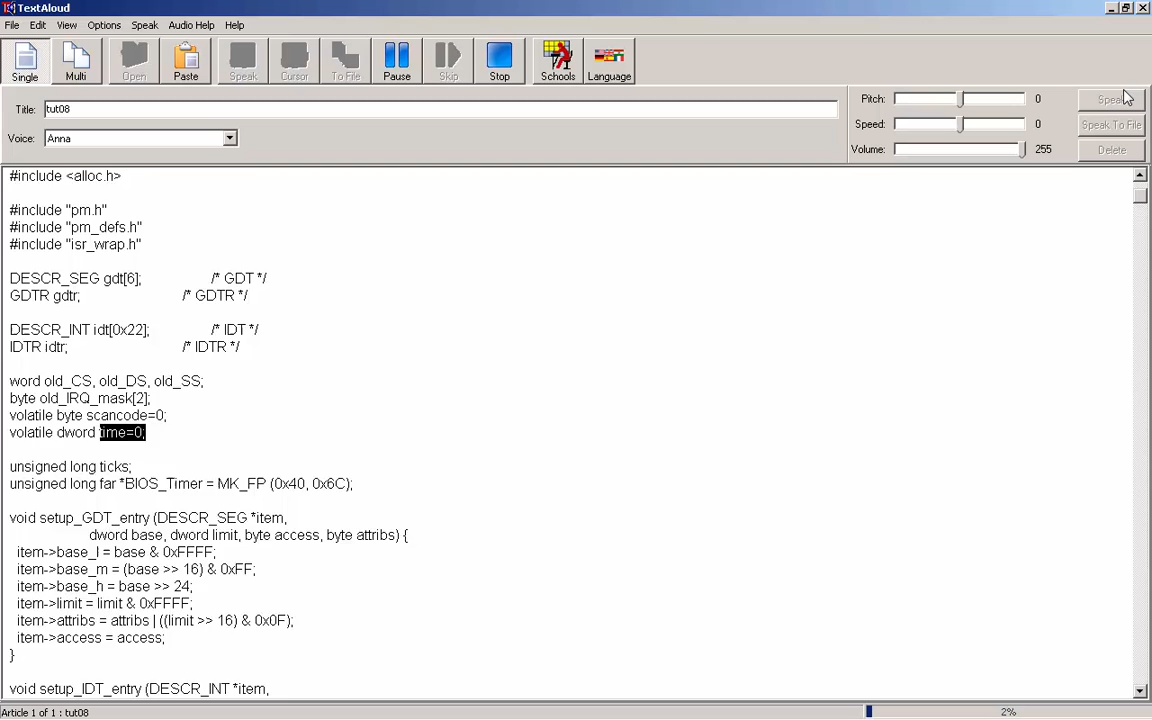 TextAloud
File Edit View Options Speak Audio Help Help
Single Multi Open Paste Speak Cursor To File Pause Skip Stop Schools Language
Title: tut08
Voice: Anna
Pitch: 0 Speak
Speed: 0 Speak To File
Volume: 255 Delete
#include <alloc.h>
#include "pm.h"
#include "pm_defs.h"
#include "isr_wrap.h"
DESCR_SEG gdt[6]; /* GDT */
GDTR gdtr; /* GDTR */
DESCR_INT idt[0x22]; /* IDT */
IDTR idtr; /* IDTR */
word old_CS, old_DS, old_SS;
byte old_IRQ_mask[2];
volatile byte scancode=0;
volatile dword time=0;
unsigned long ticks;
unsigned long far *BIOS_Timer = MK_FP (0x40, 0x6C);
void setup_GDT_entry (DESCR_SEG *item,
dword base, dword limit, byte access, byte attribs) {
item->base_l = base & 0xFFFF;
item->base_m = (base >> 16) & 0xFF;
item->base_h = base >> 24;
item->limit = limit & 0xFFFF;
item->attribs = attribs | ((limit >> 16) & 0x0F);
item->access = access;
}
void setup_IDT_entry (DESCR_INT *item,
Article 1 of 1 : tut08 2%